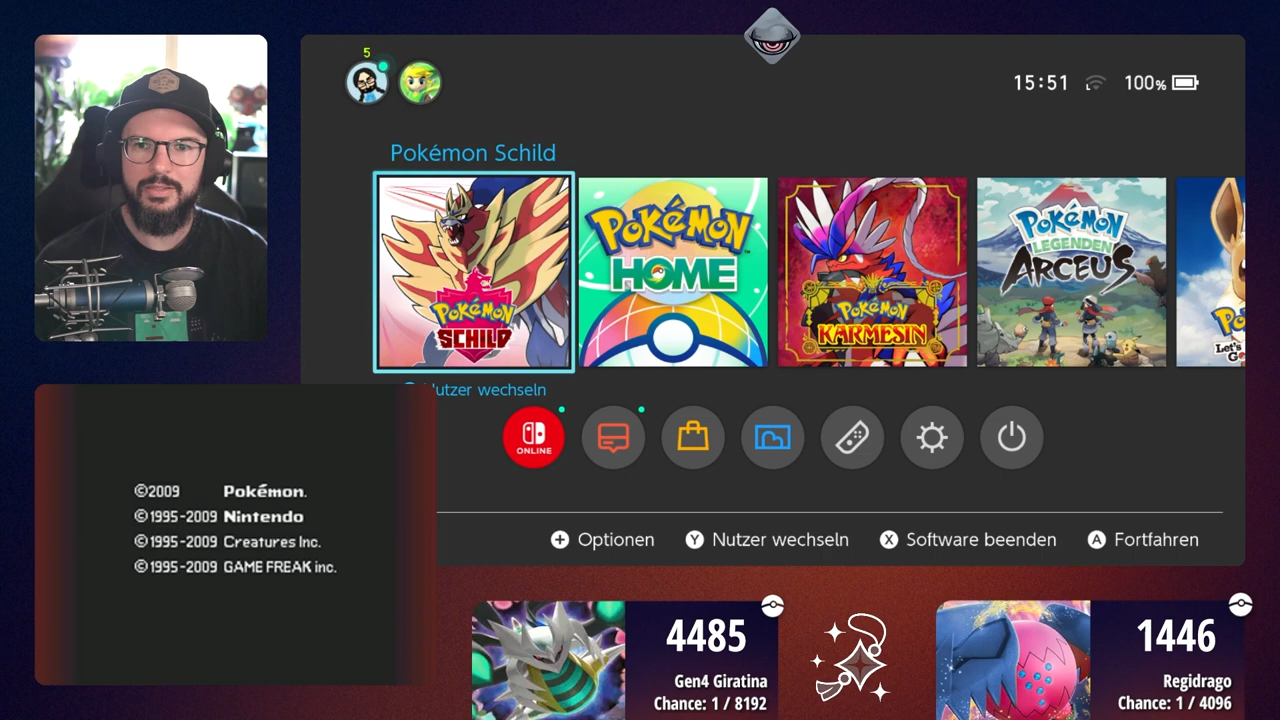 5
15:51
100%
Pokémon Schild
POKéMON
SCHILD
POKéMON
HOME
POKéMON
KARMESIN
POKéMON
LEGENDEN
ARCEUS
Let's
Nutzer wechseln
ONLINE
Optionen
Y Nutzer wechseln
X Software beenden
A Fortfahren
©2009 Pokémon.
©1995-2009 Nintendo
©1995-2009 Creatures Inc.
©1995-2009 GAME FREAK inc.
4485
Gen4 Giratina
Chance: 1 / 8192
1446
Regidrago
Chance: 1 / 4096